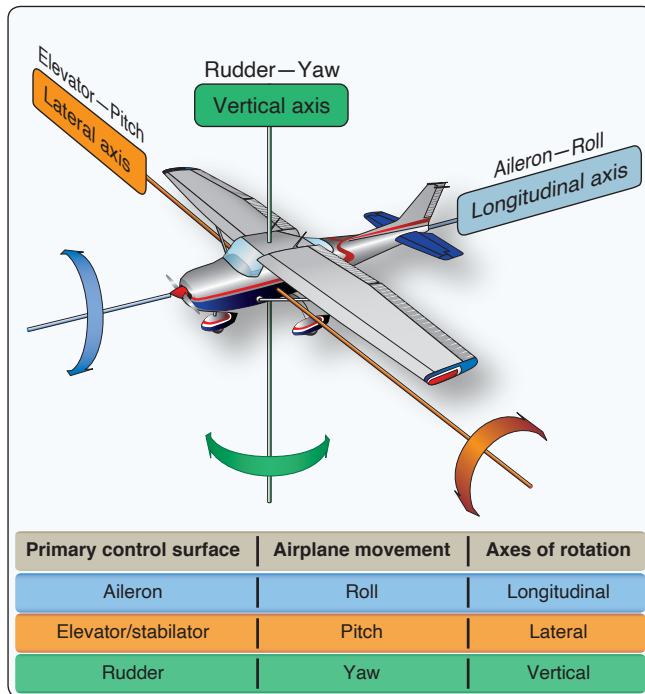 Elevator—Pitch
Lateral axis
Rudder—Yaw
Vertical axis
Aileron—Roll
Longitudinal axis
Primary control surface Airplane movement Axes of rotation
Aileron Roll Longitudinal
Elevator/stabilator Pitch Lateral
Rudder Yaw Vertical